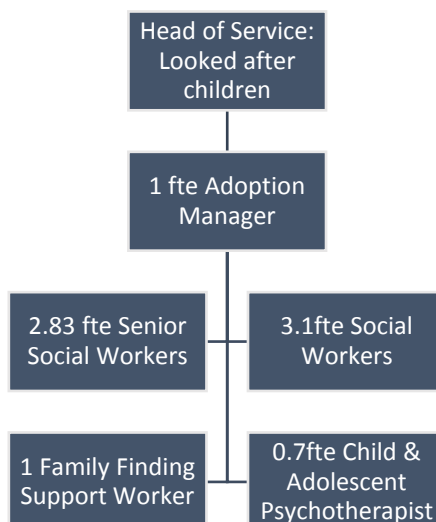 Head of Service:
Looked after
children
1 fte Adoption
Manager
2.83 fte Senior
Social Workers
3.1fte Social
Workers
1 Family Finding
Support Worker
0.7fte Child &
Adolescent
Psychotherapist